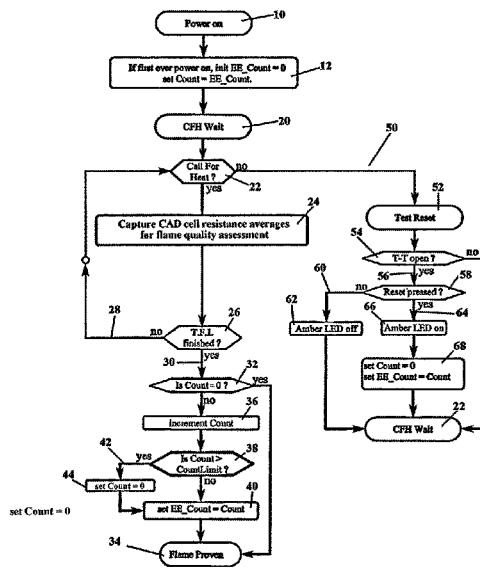 Power on
10
If first ever power on, init EE_Count = 0
set Count = EE_Count.
12
CFH Wait
20
50
Call For
Heat ?
no
22
yes
24
Capture CAD cell resistance averages
for flame quality assessment
52
Test Reset
54
T-T open ?
no
56
yes
58
60
no
Reset pressed ?
yes
64
62
66
Amber LED off
Amber LED on
68
set Count = 0
set EE_Count = Count
22
CFH Wait
28
no
26
T.F.I.
finished ?
30
yes
32
Is Count = 0 ?
yes
no
36
Increment Count
42
yes
38
Is Count >
CountLimit ?
44
set Count = 0
no
40
set Count = 0
set EE_Count = Count
34
Flame Proven